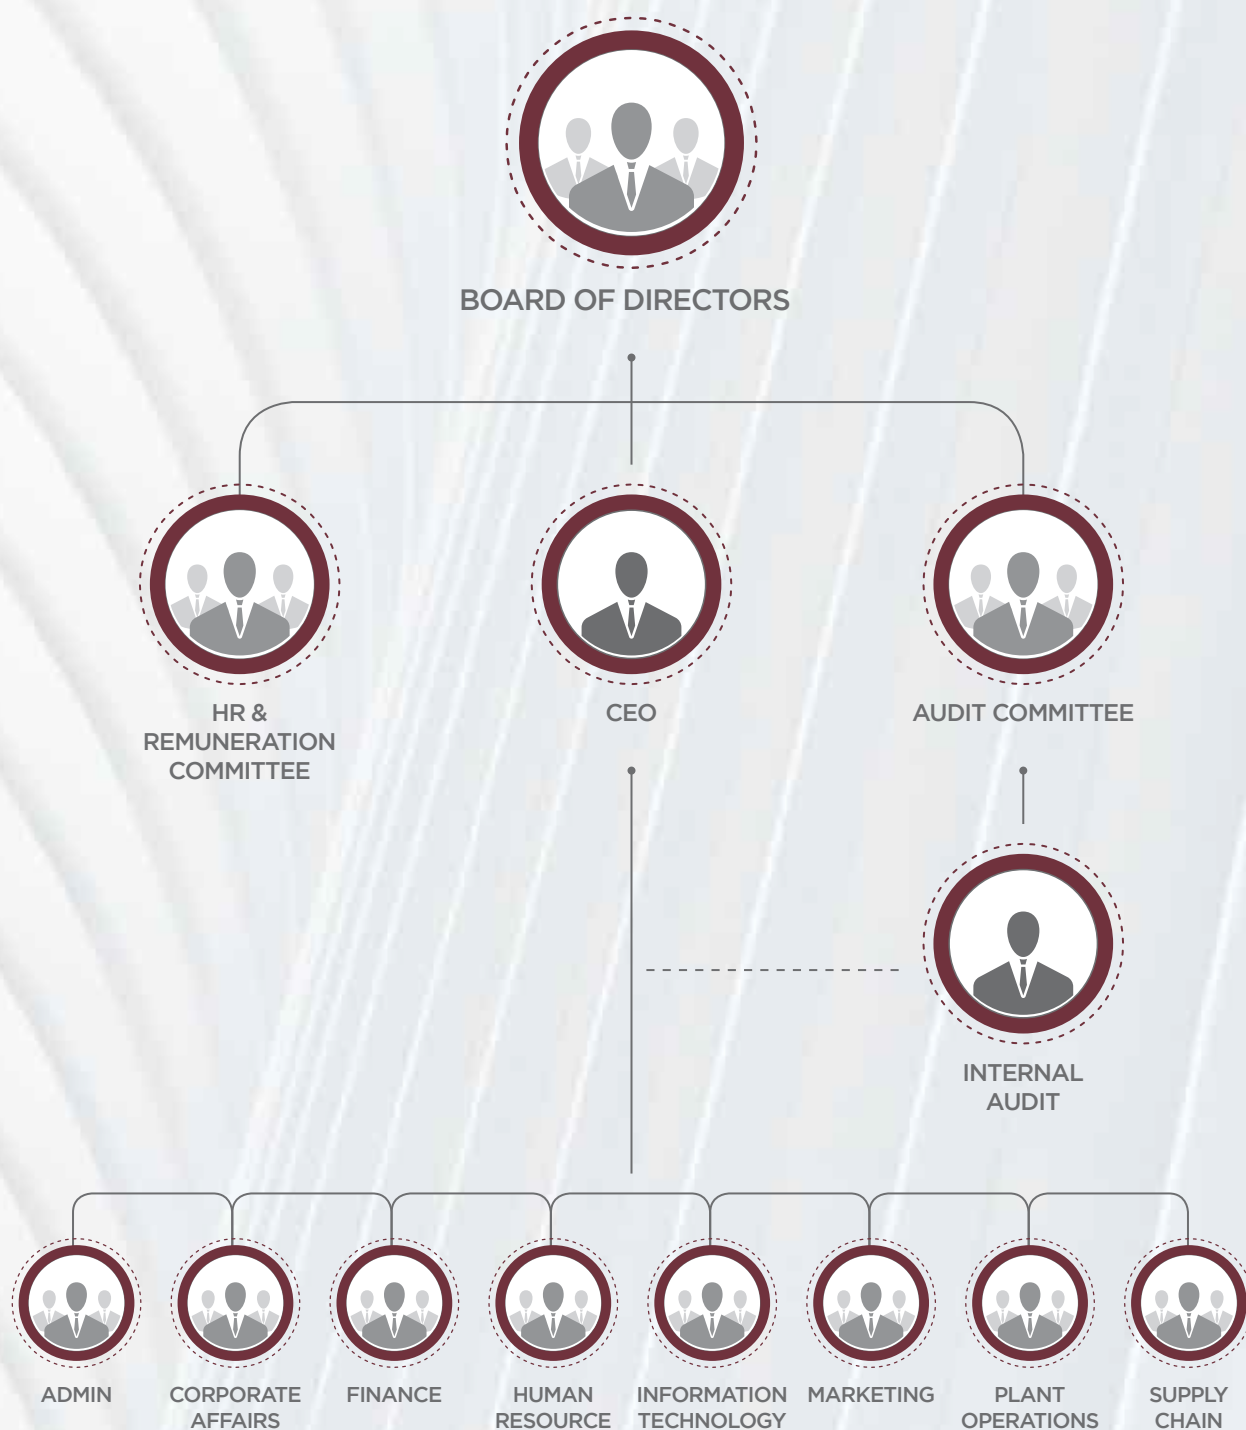 BOARD OF DIRECTORS
HR &
REMUNERATION
COMMITTEE
CEO
AUDIT COMMITTEE
INTERNAL
AUDIT
ADMIN
CORPORATE
AFFAIRS
FINANCE
HUMAN
RESOURCE
INFORMATION
TECHNOLOGY
MARKETING
PLANT
OPERATIONS
SUPPLY
CHAIN